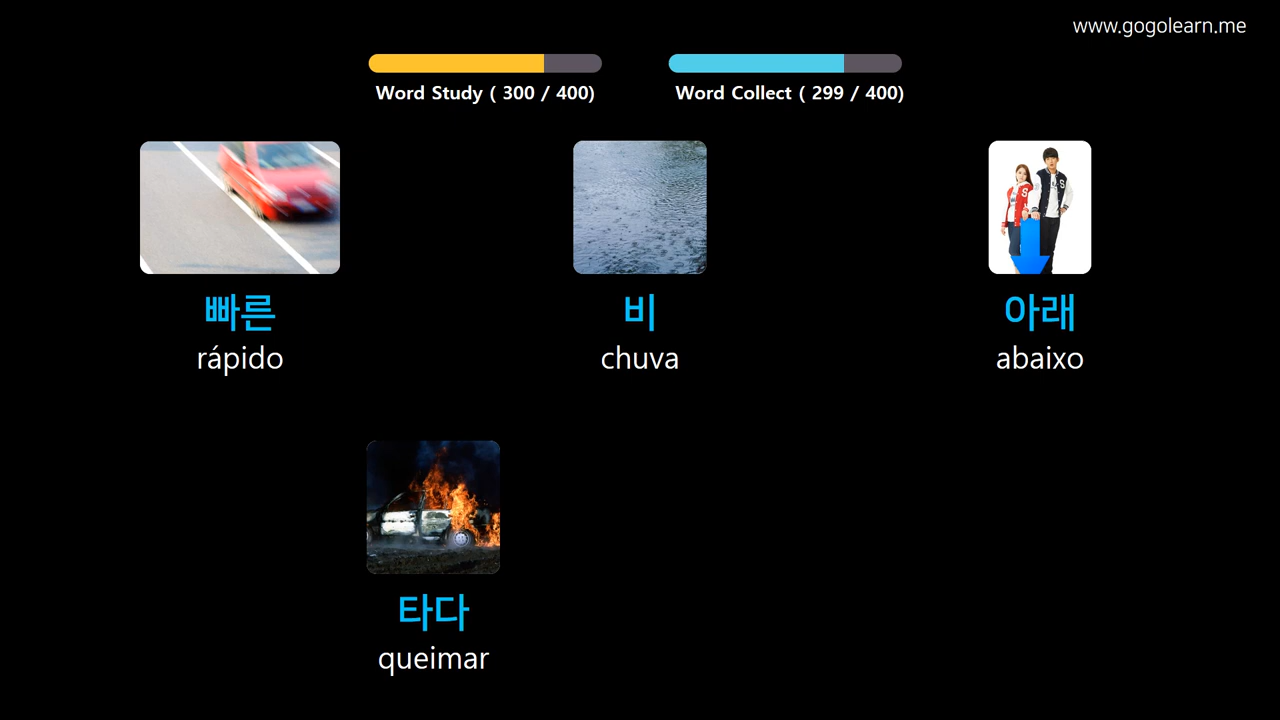 www.gogolearn.me
Word Study ( 300 / 400)
Word Collect ( 299 / 400)
빠른
rápido
비
chuva
아래
abaixo
타다
queimar